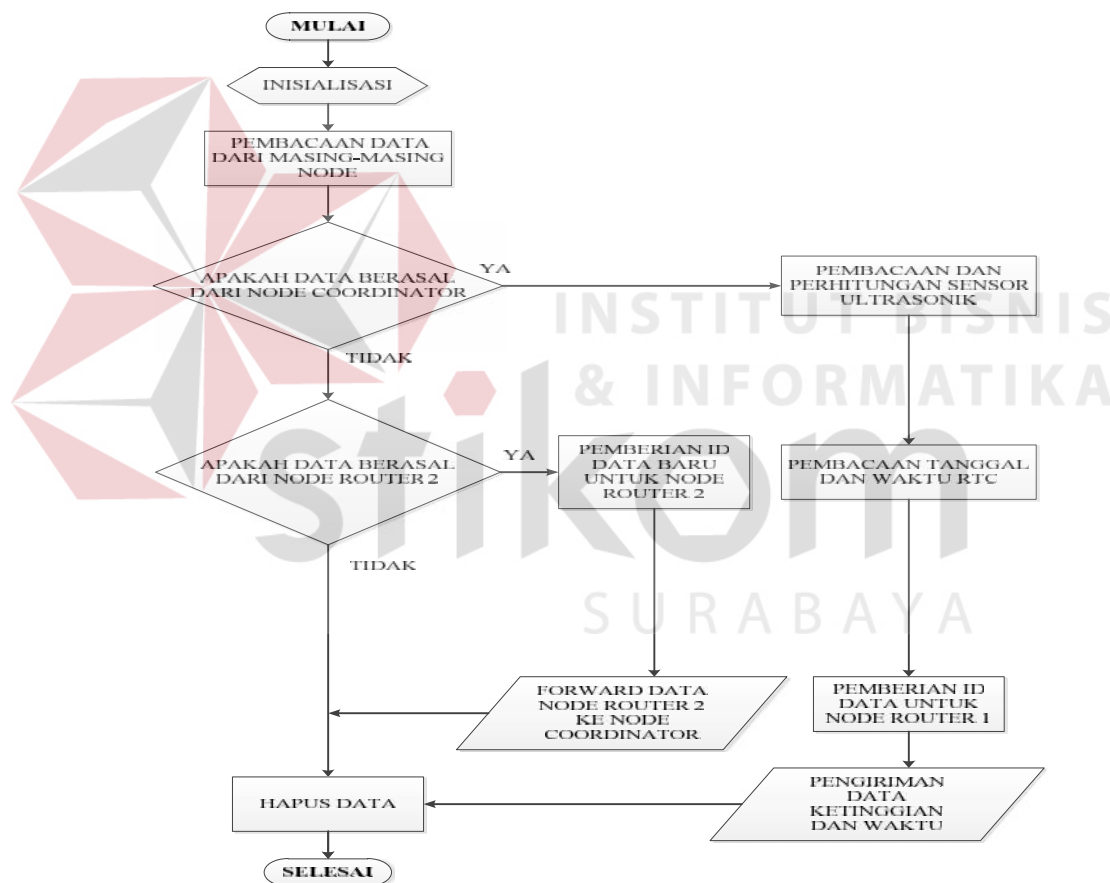 MULAI
INISIALISASI
PEMBACAAN DATA
DARI MASING-MASING
NODE
APAKAH DATA BERASAL
DARI NODE COORDINATOR
YA
PEMBACAAN DAN
PERHITUNGAN SENSOR
ULTRASONIK
TIDAK
APAKAH DATA BERASAL
DARI NODE ROUTER 2
YA
PEMBERIAN ID
DATA BARU
UNTUK NODE
ROUTER 2
PEMBACAAN TANGGAL
DAN WAKTU RTC
TIDAK
FORWARD DATA
NODE ROUTER 2
KE NODE
COORDINATOR
PEMBERIAN ID
DATA UNTUK
NODE ROUTER 1
PENGIRIMAN
DATA
KETINGGIAN
DAN WAKTU
HAPUS DATA
SELESAI
INSTITUT BISNIS
& INFORMATIKA
stikom
SURABAYA